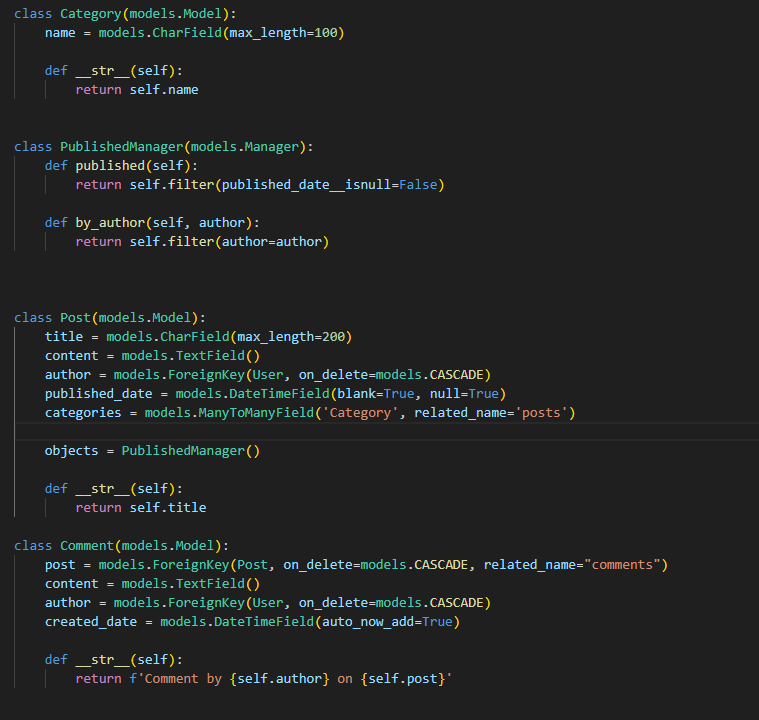 class Category(models.Model):
    name = models.CharField(max_length=100)
    def __str__(self):
        return self.name
class PublishedManager(models.Manager):
    def published(self):
        return self.filter(published_date__isnull=False)
    def by_author(self, author):
        return self.filter(author=author)
class Post(models.Model):
    title = models.CharField(max_length=200)
    content = models.TextField()
    author = models.ForeignKey(User, on_delete=models.CASCADE)
    published_date = models.DateTimeField(blank=True, null=True)
    categories = models.ManyToManyField('Category', related_name='posts')
    objects = PublishedManager()
    def __str__(self):
        return self.title
class Comment(models.Model):
    post = models.ForeignKey(Post, on_delete=models.CASCADE, related_name="comments")
    content = models.TextField()
    author = models.ForeignKey(User, on_delete=models.CASCADE)
    created_date = models.DateTimeField(auto_now_add=True)
    def __str__(self):
        return f'Comment by {self.author} on {self.post}'